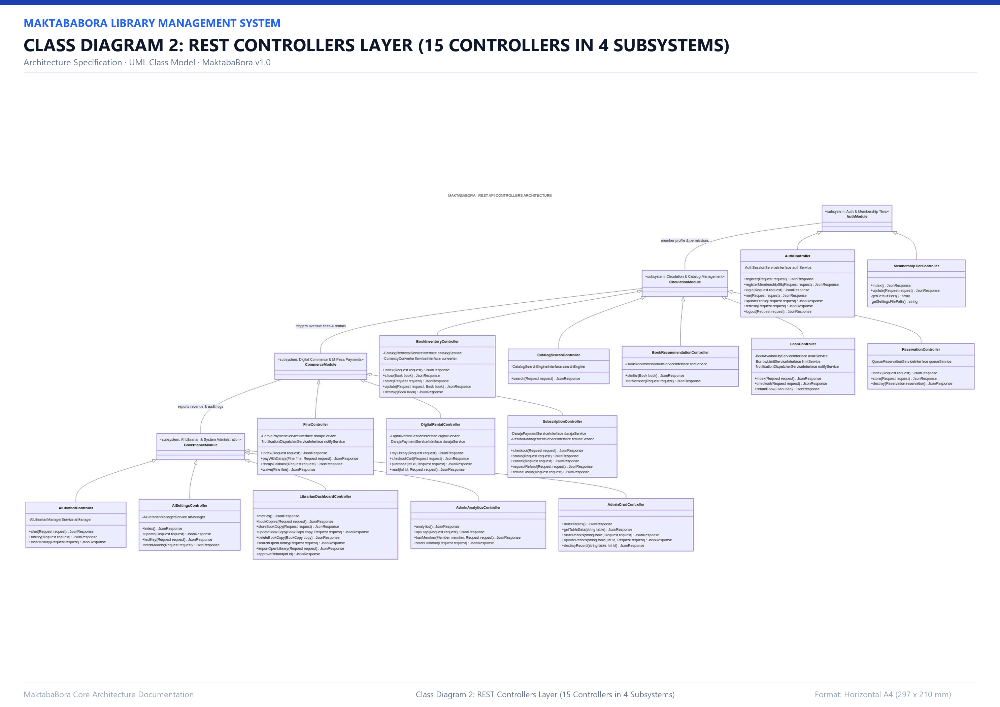 MAKTABABORA LIBRARY MANAGEMENT SYSTEM
CLASS DIAGRAM 2: REST CONTROLLERS LAYER (15 CONTROLLERS IN 4 SUBSYSTEMS)
Architecture Specification · UML Class Model · MaktabaBora v1.0
MAKTABABORA - REST API CONTROLLERS ARCHITECTURE
«subsystem: Auth & Membership Tiers»
AuthModule
member profile & permissions
AuthController
-AuthSessionServiceInterface authService
+register(Request request) : JsonResponse
+registerMembershipStk(Request request) : JsonResponse
+login(Request request) : JsonResponse
+me(Request request) : JsonResponse
+updateProfile(Request request) : JsonResponse
+refresh(Request request) : JsonResponse
+logout(Request request) : JsonResponse
MembershipTierController
+index() : JsonResponse
+update(Request request) : JsonResponse
-getDefaultTiers() : array
-getSettingsFilePath() : string
«subsystem: Circulation & Catalog Management»
CirculationModule
triggers overdue fines & rentals
BookInventoryController
-CatalogRetrievalServiceInterface catalogService
-CurrencyConverterServiceInterface converter
+index(Request request) : JsonResponse
+show(Book book) : JsonResponse
+store(Request request) : JsonResponse
+update(Request request, Book book) : JsonResponse
+destroy(Book book) : JsonResponse
CatalogSearchController
-CatalogSearchEngineInterface searchEngine
+search(Request request) : JsonResponse
BookRecommendationController
-BookRecommendationServiceInterface recService
+similar(Book book) : JsonResponse
+forMember(Request request) : JsonResponse
LoanController
-BookAvailabilityServiceInterface availService
-BorrowLimitServiceInterface limitService
-NotificationDispatcherServiceInterface notifyService
+index(Request request) : JsonResponse
+checkout(Request request) : JsonResponse
+returnBook(Loan loan) : JsonResponse
ReservationController
-QueueReservationServiceInterface queueService
+index(Request request) : JsonResponse
+store(Request request) : JsonResponse
+destroy(Reservation reservation) : JsonResponse
«subsystem: Digital Commerce & M-Pesa Payments»
CommerceModule
reports revenue & audit logs
FineController
-DarajaPaymentServiceInterface darajaService
-NotificationDispatcherServiceInterface notifyService
+index(Request request) : JsonResponse
+payWithDaraja(Fine fine, Request request) : JsonResponse
+darajaCallback(Request request) : JsonResponse
+waive(Fine fine) : JsonResponse
DigitalRentalController
-DigitalRentalServiceInterface digitalService
-DarajaPaymentServiceInterface darajaService
+myLibrary(Request request) : JsonResponse
+checkoutCart(Request request) : JsonResponse
+purchase(int id, Request request) : JsonResponse
+read(int id, Request request) : JsonResponse
SubscriptionController
-DarajaPaymentServiceInterface darajaService
-RefundManagementServiceInterface refundService
+checkout(Request request) : JsonResponse
+status(Request request) : JsonResponse
+cancel(Request request) : JsonResponse
+requestRefund(Request request) : JsonResponse
+refundStatus(Request request) : JsonResponse
«subsystem: AI Librarian & System Administration»
GovernanceModule
AiChatbotController
-AiLibrarianManagerService aiManager
+chat(Request request) : JsonResponse
+history(Request request) : JsonResponse
+clearHistory(Request request) : JsonResponse
AiSettingsController
-AiLibrarianManagerService aiManager
+index() : JsonResponse
+update(Request request) : JsonResponse
+testKey(Request request) : JsonResponse
+fetchModels(Request request) : JsonResponse
LibrarianDashboardController
+metrics() : JsonResponse
+bookCopies(Request request) : JsonResponse
+storeBookCopy(Request request) : JsonResponse
+updateBookCopy(BookCopy copy, Request request) : JsonResponse
+deleteBookCopy(BookCopy copy) : JsonResponse
+searchOpenLibrary(Request request) : JsonResponse
+importOpenLibrary(Request request) : JsonResponse
+approveRefund(int id) : JsonResponse
AdminAnalyticsController
+analytics() : JsonResponse
+apiLogs(Request request) : JsonResponse
+banMember(Member member, Request request) : JsonResponse
+storeLibrarian(Request request) : JsonResponse
AdminCrudController
+indexTables() : JsonResponse
+getTableData(string table) : JsonResponse
+storeRecord(string table, Request request) : JsonResponse
+updateRecord(string table, int id, Request request) : JsonResponse
+destroyRecord(string table, int id) : JsonResponse
MaktabaBora Core Architecture Documentation
Class Diagram 2: REST Controllers Layer (15 Controllers in 4 Subsystems)
Format: Horizontal A4 (297 x 210 mm)